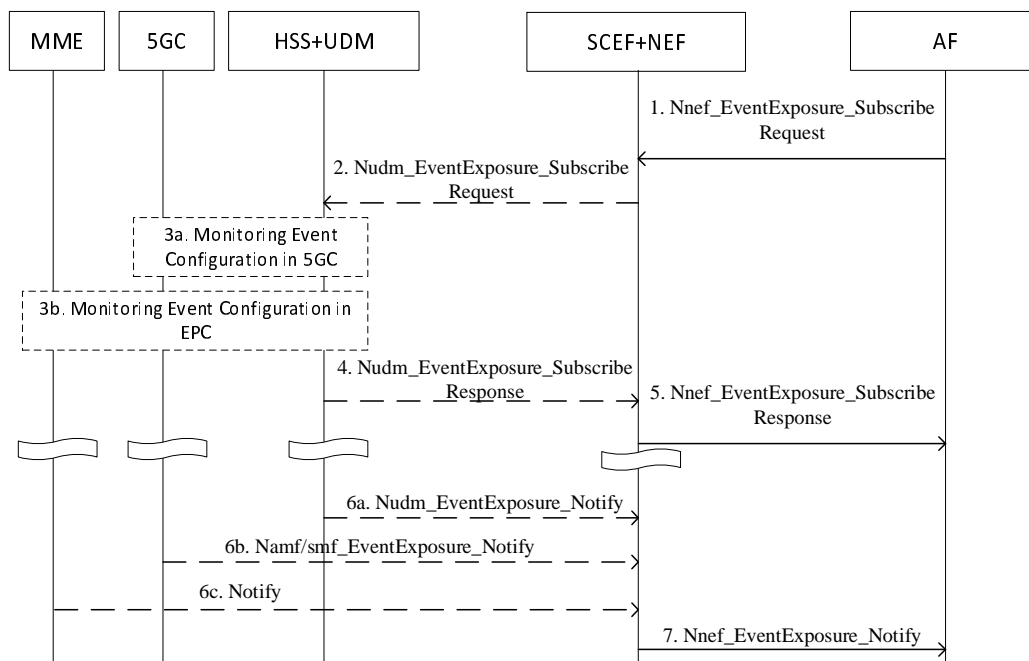 MME
5GC
HSS+UDM
SCEF+NEF
AF
1. Nnef_EventExposure_Subscribe
Request
2. Nudm_EventExposure_Subscribe
Request
3a. Monitoring Event
Configuration in 5GC
3b. Monitoring Event Configuration in
EPC
4. Nudm_EventExposure_Subscribe
Response
5. Nnef_EventExposure_Subscribe
Response
6a. Nudm_EventExposure_Notify
6b. Namf/smf_EventExposure_Notify
6c. Notify
7. Nnef_EventExposure_Notify